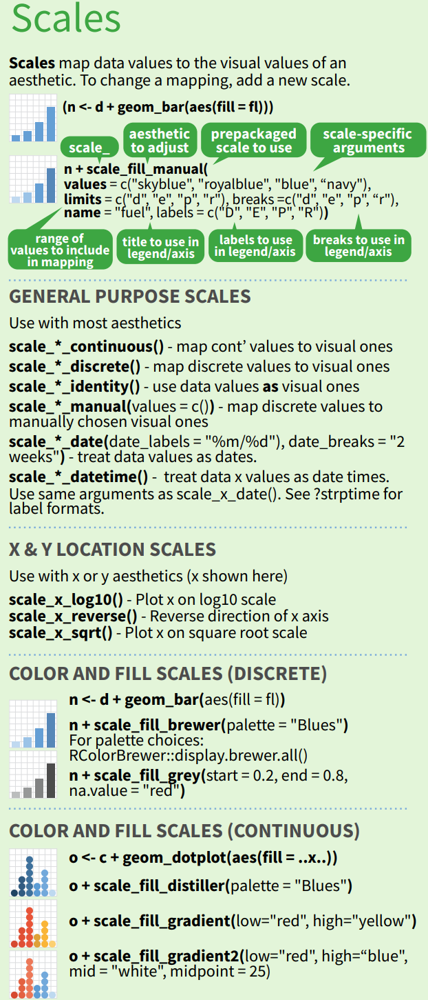 Scales
Scales map data values to the visual values of an
aesthetic. To change a mapping, add a new scale.
(n <- d + geom_bar(aes(fill = fl)))
scale_
aesthetic
to adjust
prepackaged
scale to use
scale-specific
arguments
n + scale_fill_manual(
values = c("skyblue", "royalblue", "blue", “navy"),
limits = c("d", "e", "p", "r"), breaks =c("d", "e", "p", “r"),
name = "fuel", labels = c("D", "E", "P", "R"))
range of
values to include
in mapping
title to use in
legend/axis
labels to use
in legend/axis
breaks to use in
legend/axis
GENERAL PURPOSE SCALES
Use with most aesthetics
scale_*_continuous() - map cont’ values to visual ones
scale_*_discrete() - map discrete values to visual ones
scale_*_identity() - use data values as visual ones
scale_*_manual(values = c()) - map discrete values to
manually chosen visual ones
scale_*_date(date_labels = "%m/%d"), date_breaks = "2
weeks") - treat data values as dates.
scale_*_datetime() - treat data x values as date times.
Use same arguments as scale_x_date(). See ?strptime for
label formats.
X & Y LOCATION SCALES
Use with x or y aesthetics (x shown here)
scale_x_log10() - Plot x on log10 scale
scale_x_reverse() - Reverse direction of x axis
scale_x_sqrt() - Plot x on square root scale
COLOR AND FILL SCALES (DISCRETE)
n <- d + geom_bar(aes(fill = fl))
n + scale_fill_brewer(palette = "Blues")
For palette choices:
RColorBrewer::display.brewer.all()
n + scale_fill_grey(start = 0.2, end = 0.8,
na.value = "red")
COLOR AND FILL SCALES (CONTINUOUS)
o <- c + geom_dotplot(aes(fill = ..x..))
o + scale_fill_distiller(palette = "Blues")
o + scale_fill_gradient(low="red", high="yellow")
o + scale_fill_gradient2(low="red", high=“blue",
mid = "white", midpoint = 25)